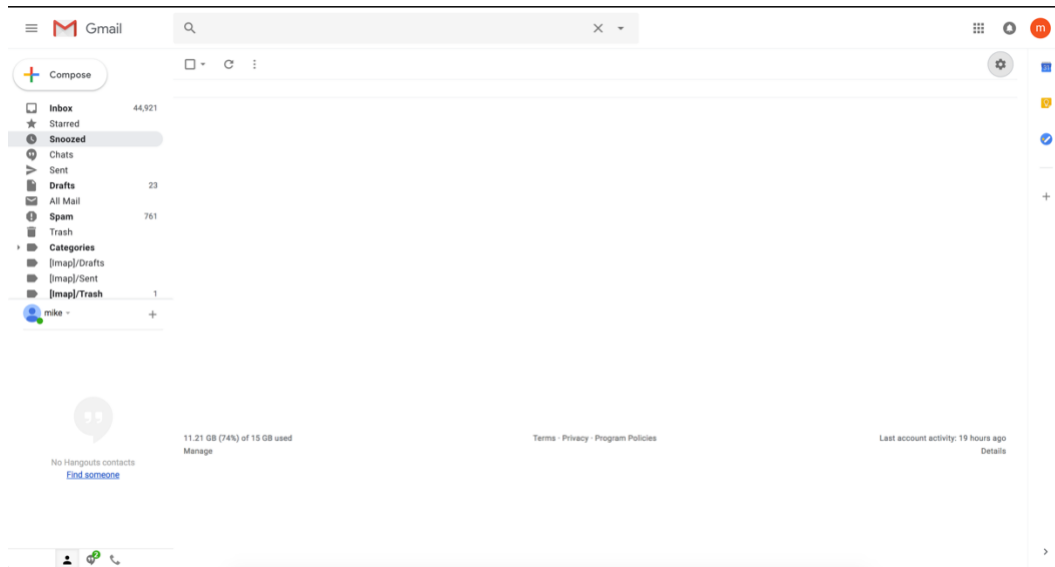 Gmail
m
Compose
Inbox 44,921
Starred
Snoozed
Chats
Sent
Drafts 23
All Mail
Spam 761
Trash
Categories
[Imap]/Drafts
[Imap]/Sent
[Imap]/Trash 1
mike
No Hangouts contacts
Find someone
2
11.21 GB (74%) of 15 GB used
Manage
Terms · Privacy · Program Policies
Last account activity: 19 hours ago
Details
31